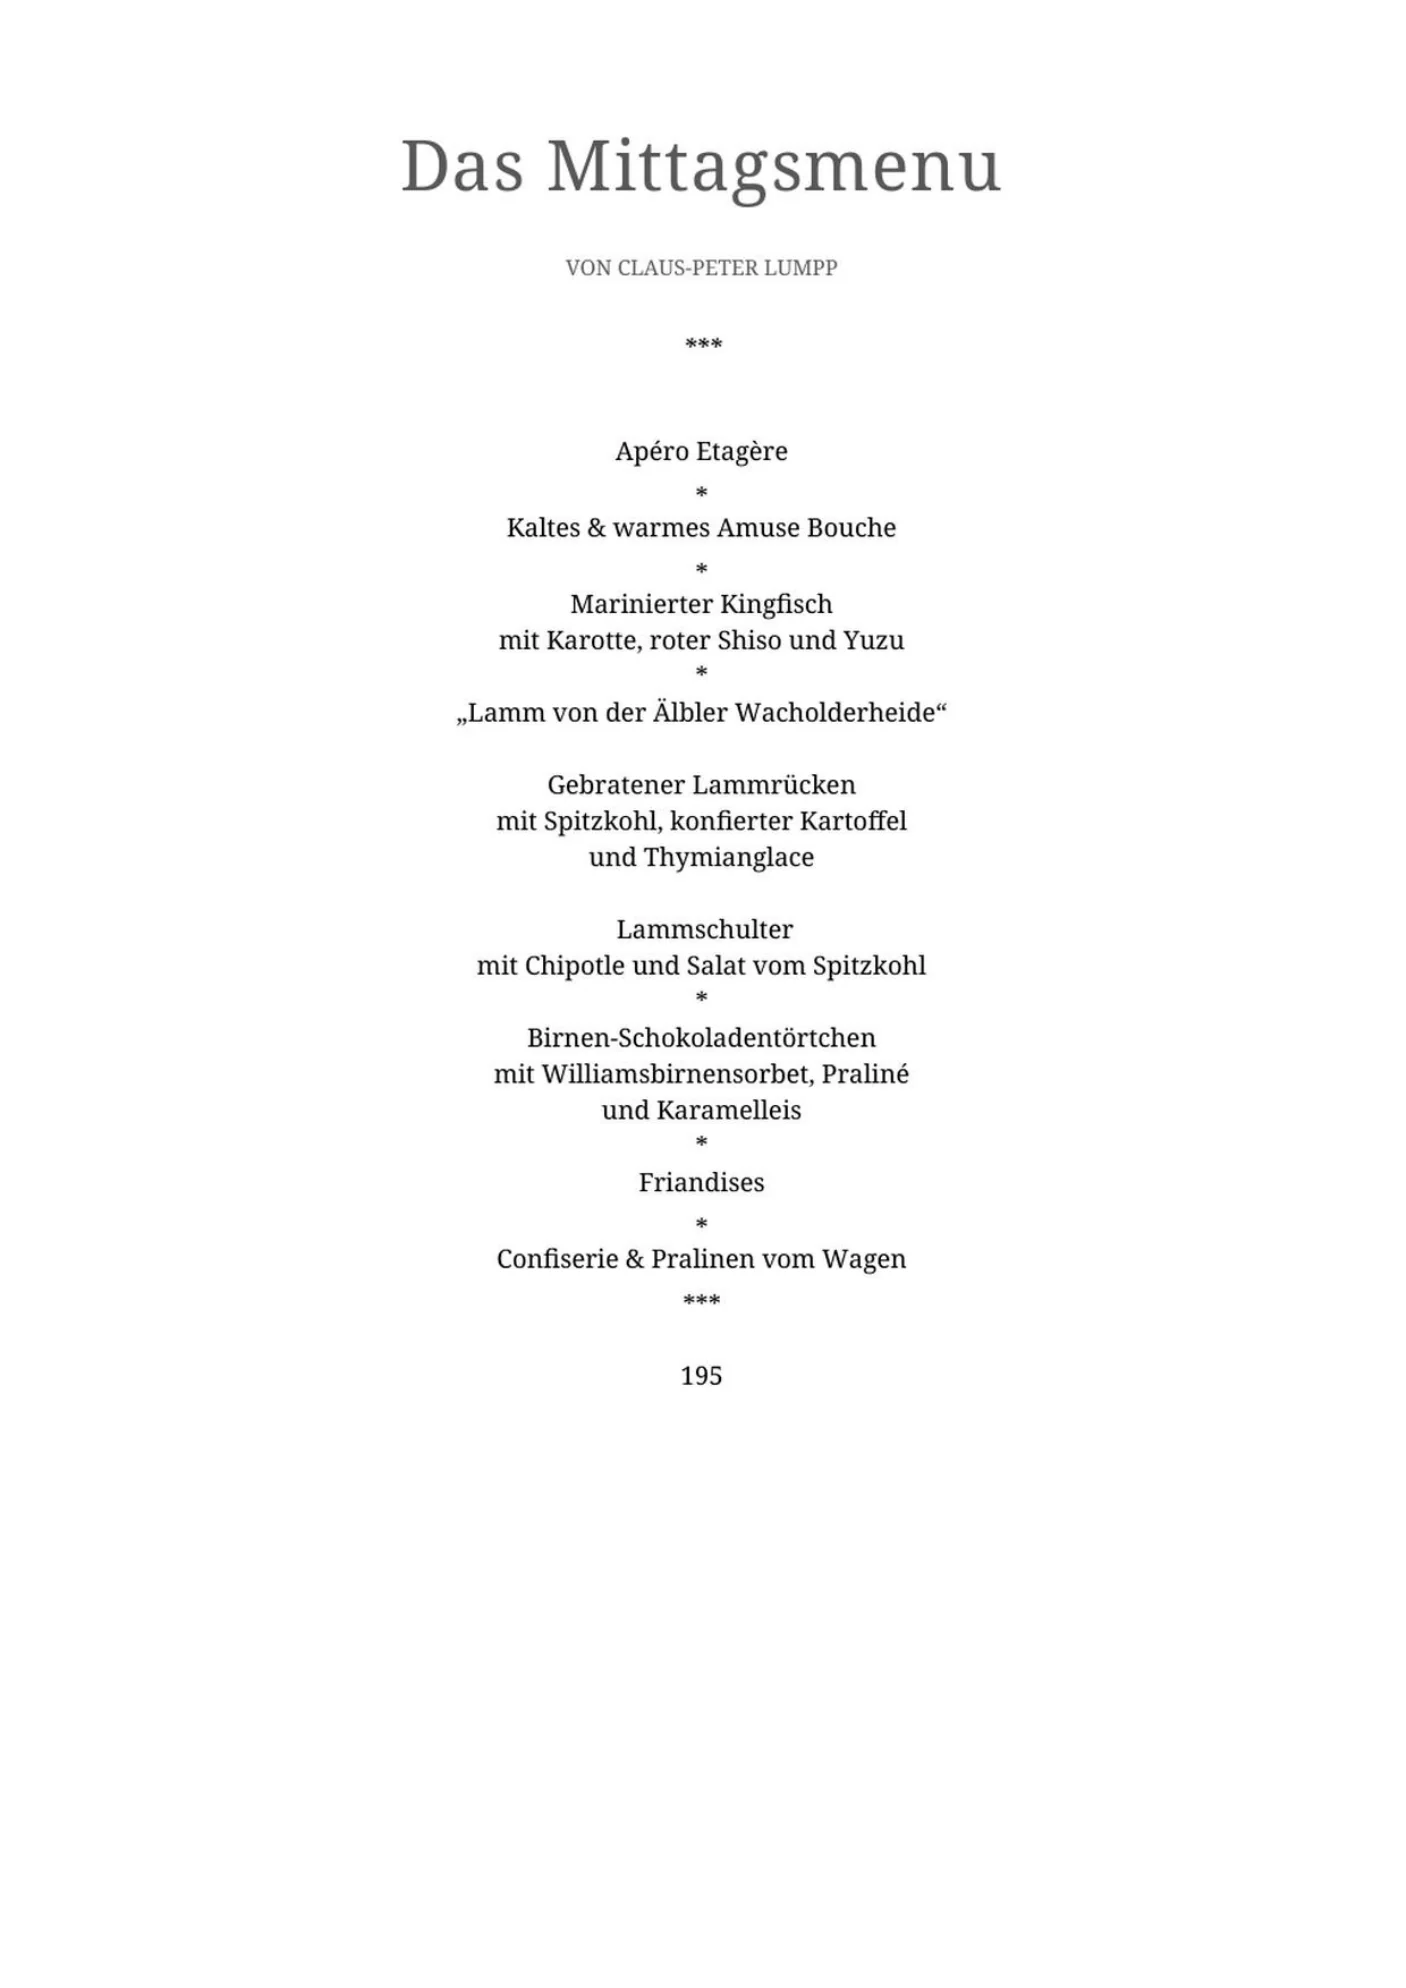 Das Mittagsmenu
VON CLAUS-PETER LUMPP
***
Apéro Etagère
*
Kaltes & warmes Amuse Bouche
*
Marinierter Kingfisch
mit Karotte, roter Shiso und Yuzu
*
„Lamm von der Älbler Wacholderheide“
Gebratener Lammrücken
mit Spitzkohl, konfierter Kartoffel
und Thymianglace
Lammschulter
mit Chipotle und Salat vom Spitzkohl
*
Birnen-Schokoladentörtchen
mit Williamsbirnensorbet, Praliné
und Karamelleis
*
Friandises
*
Confiserie & Pralinen vom Wagen
***
195